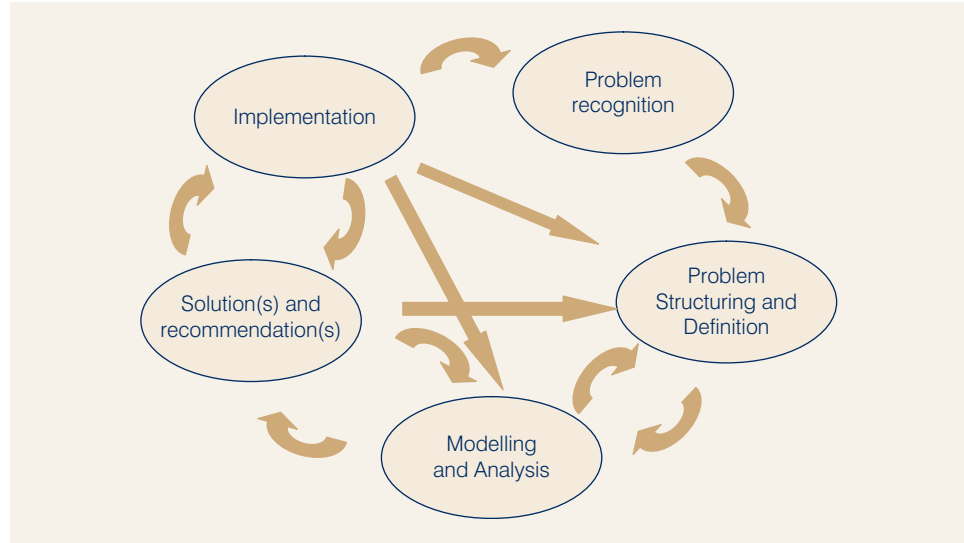 Problem
recognition
Implementation
Problem
Structuring and
Definition
Solution(s) and
recommendation(s)
Modelling
and Analysis